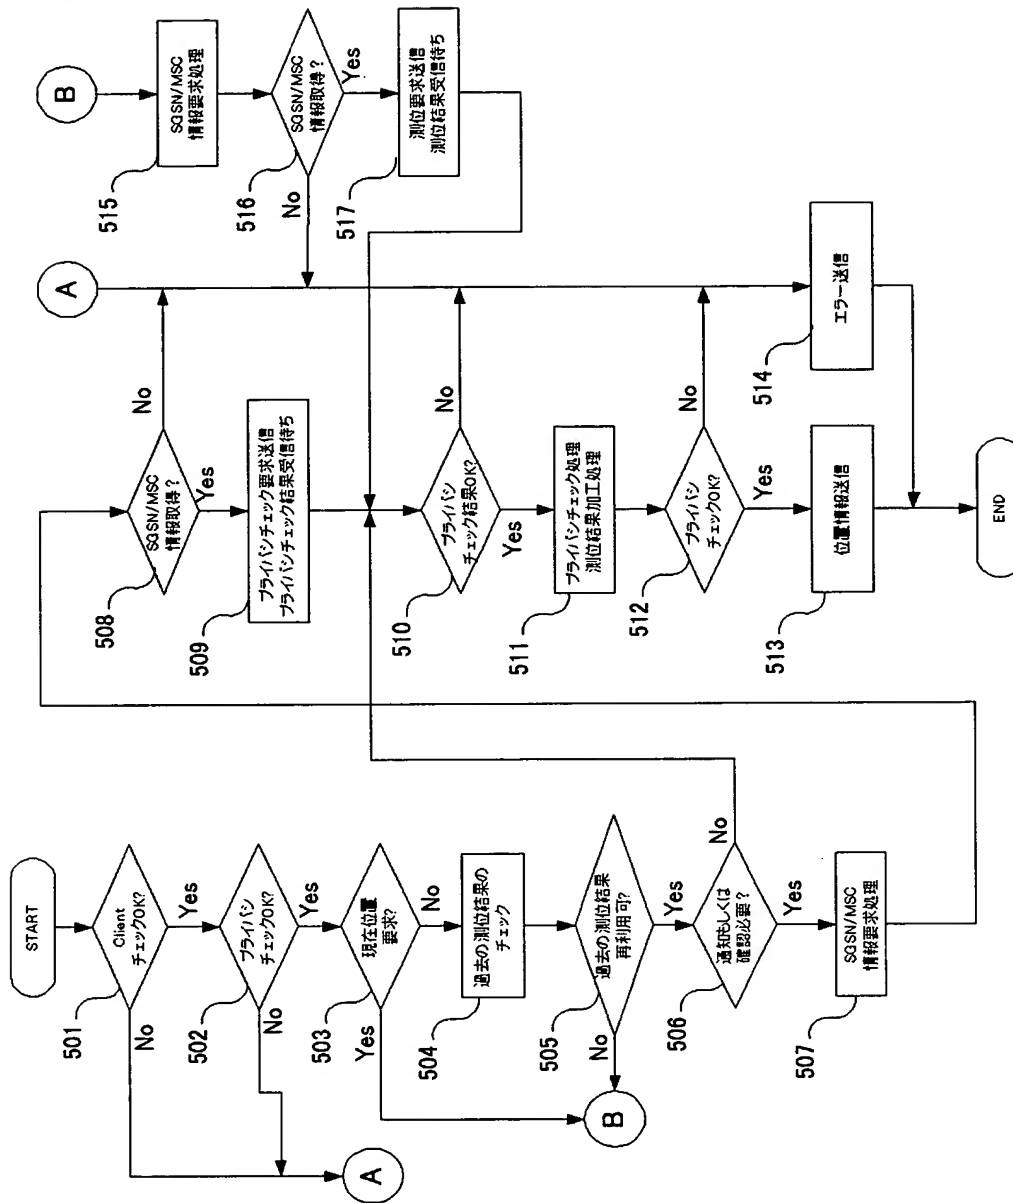 START
501
Client
チェックOK?
No
Yes
502
プライバシ
チェックOK?
No
Yes
503
現在位置
要求?
Yes
No
504
過去の測位結果の
チェック
505
過去の測位結果
再利用可?
No
Yes
506
通知もしくは
確認必要?
No
Yes
507
SGSN/MSC
情報要求処理
A
B
508
SGSN/MSC
情報取得?
No
Yes
509
プライバシチェック要求送信
プライバシチェック結果受信待ち
510
プライバシ
チェック結果OK?
No
Yes
511
プライバシチェック処理
測位結果加工処理
512
プライバシ
チェックOK?
No
Yes
513
位置情報送信
514
エラー送信
END
A
B
515
SGSN/MSC
情報要求処理
516
SGSN/MSC
情報取得?
No
Yes
517
測位要求送信
測位結果受信待ち